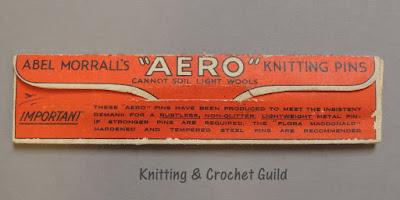 ABEL MORRALL'S "AERO" KNITTING PINS
CANNOT SOIL LIGHT WOOLS
IMPORTANT
THESE "AERO" PINS HAVE BEEN PRODUCED TO MEET THE INSISTENT
DEMAND FOR A RUSTLESS, NON-GLITTER, LIGHTWEIGHT METAL PIN.
IF STRONGER PINS ARE REQUIRED, THE "FLORA MACDONALD"
HARDENED AND TEMPERED STEEL PINS ARE RECOMMENDED
Knitting & Crochet Guild